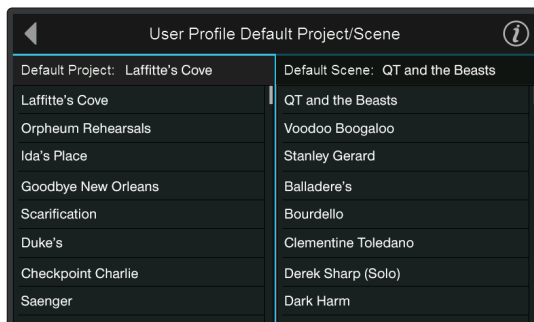 User Profile Default Project/Scene
Default Project: Laffitte's Cove
Laffitte's Cove
Orpheum Rehearsals
Ida's Place
Goodbye New Orleans
Scarification
Duke's
Checkpoint Charlie
Saenger
Default Scene: QT and the Beasts
QT and the Beasts
Voodoo Boogaloo
Stanley Gerard
Balladere's
Bourdello
Clementine Toledano
Derek Sharp (Solo)
Dark Harm